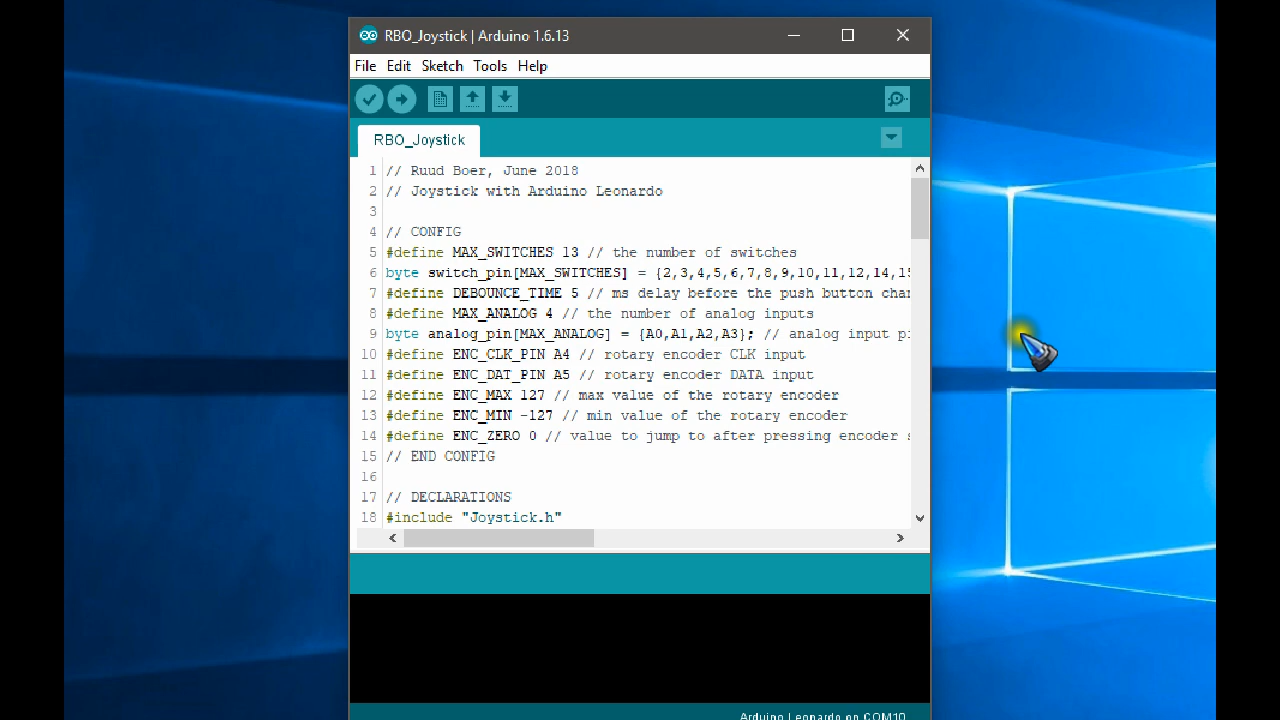 RBO_Joystick | Arduino 1.6.13
File Edit Sketch Tools Help
RBO_Joystick
1 // Ruud Boer, June 2018
2 // Joystick with Arduino Leonardo
3
4 // CONFIG
5 #define MAX_SWITCHES 13 // the number of switches
6 byte switch_pin[MAX_SWITCHES] = {2,3,4,5,6,7,8,9,10,11,12,14,15
7 #define DEBOUNCE_TIME 5 // ms delay before the push button chan
8 #define MAX_ANALOG 4 // the number of analog inputs
9 byte analog_pin[MAX_ANALOG] = {A0,A1,A2,A3}; // analog input pi
10 #define ENC_CLK_PIN A4 // rotary encoder CLK input
11 #define ENC_DAT_PIN A5 // rotary encoder DATA input
12 #define ENC_MAX 127 // max value of the rotary encoder
13 #define ENC_MIN -127 // min value of the rotary encoder
14 #define ENC_ZERO 0 // value to jump to after pressing encoder s
15 // END CONFIG
16
17 // DECLARATIONS
18 #include "Joystick.h"
Arduino Leonardo on COM10